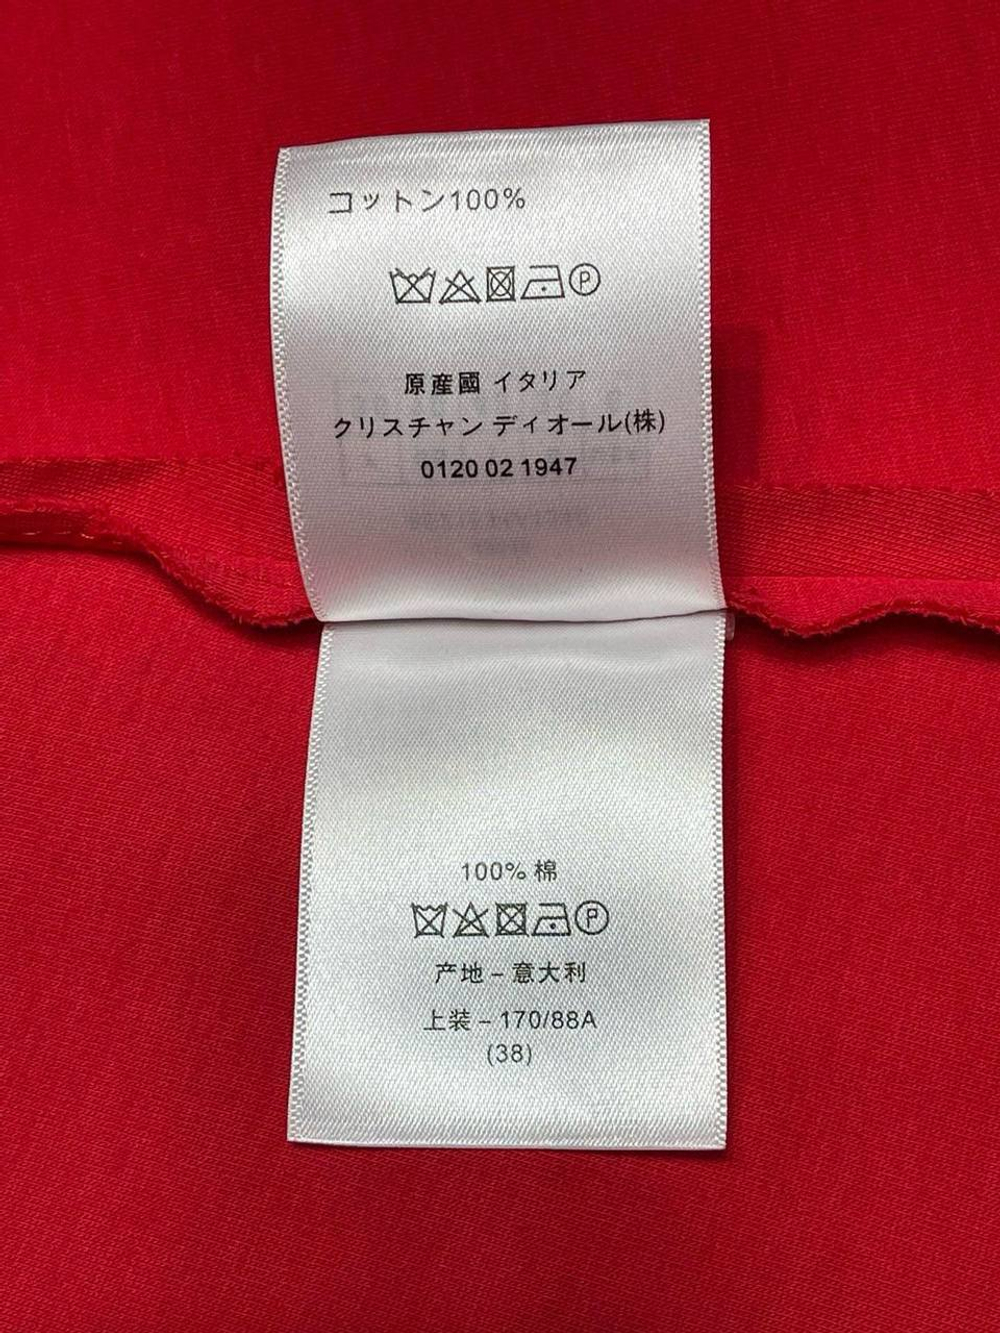 コットン100%
P
原産國 イタリア
クリスチャン ディオール(株)
0120 02 1947
100% 棉
P
产地 – 意大利
上装 – 170/88A
(38)